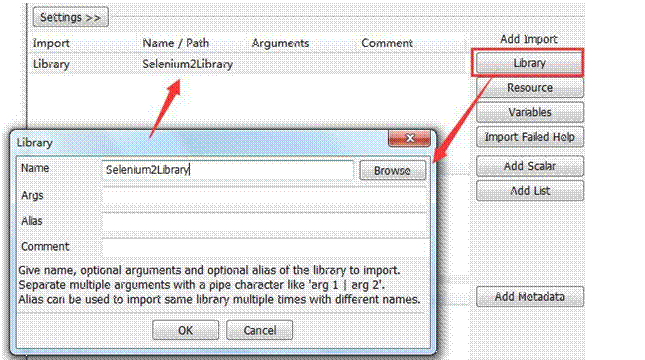 Settings >>
Import Name / Path Arguments Comment
Library Selenium2Library
Add Import
Library
Resource
Variables
Import Failed Help
Add Scalar
Add List
Add Metadata
Library
Name Selenium2Library Browse
Args
Alias
Comment
Give name, optional arguments and optional alias of the library to import.
Separate multiple arguments with a pipe character like 'arg 1 | arg 2'.
Alias can be used to import same library multiple times with different names.
OK Cancel